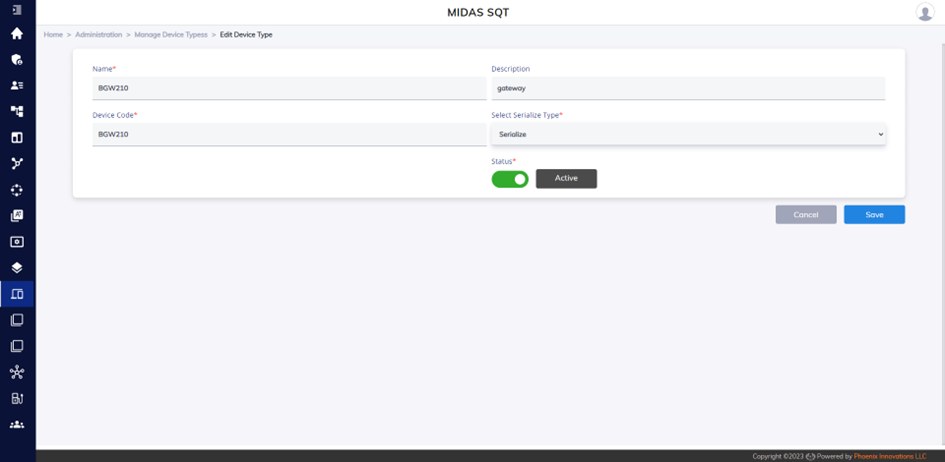 MIDAS SQT
Home > Administration > Manage Device Typess > Edit Device Type
Name* Description
BGW210 gateway
Device Code* Select Serialize Type*
BGW210 Serialize
Status*
Active
Cancel Save
Copyright ©2023 Powered by Phoenix Innovations LLC